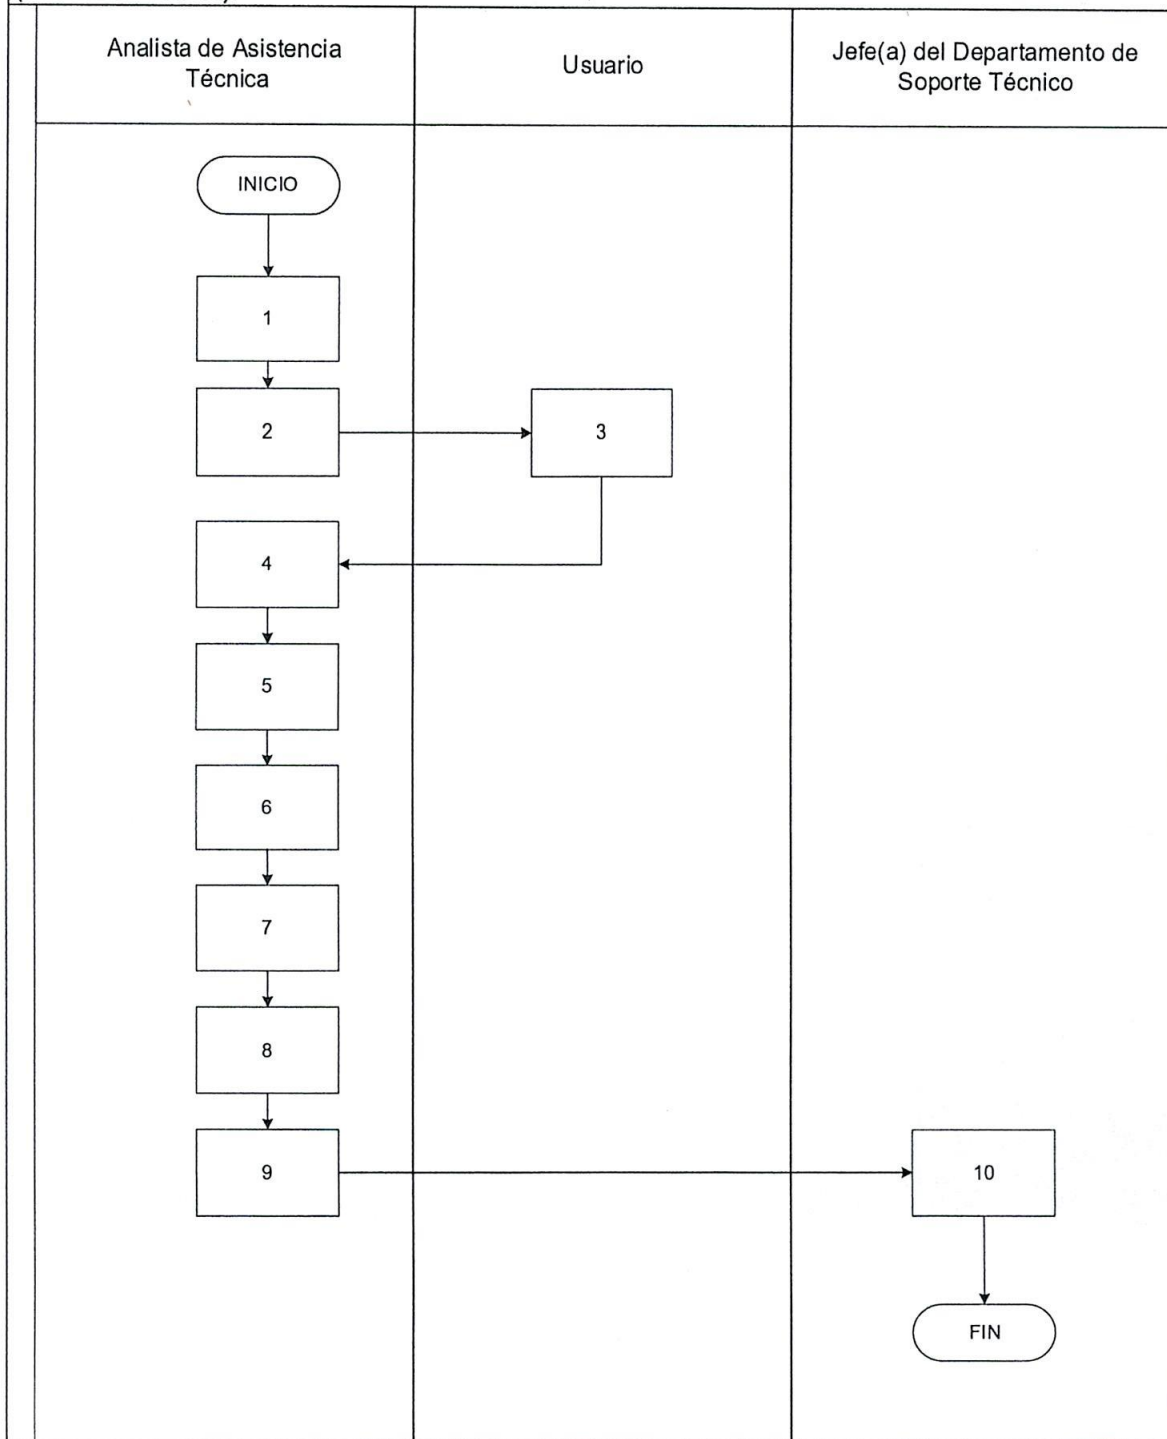 Analista de Asistencia
Técnica
Usuario
Jefe(a) del Departamento de
Soporte Técnico
INICIO
1
2
3
4
5
6
7
8
9
10
FIN